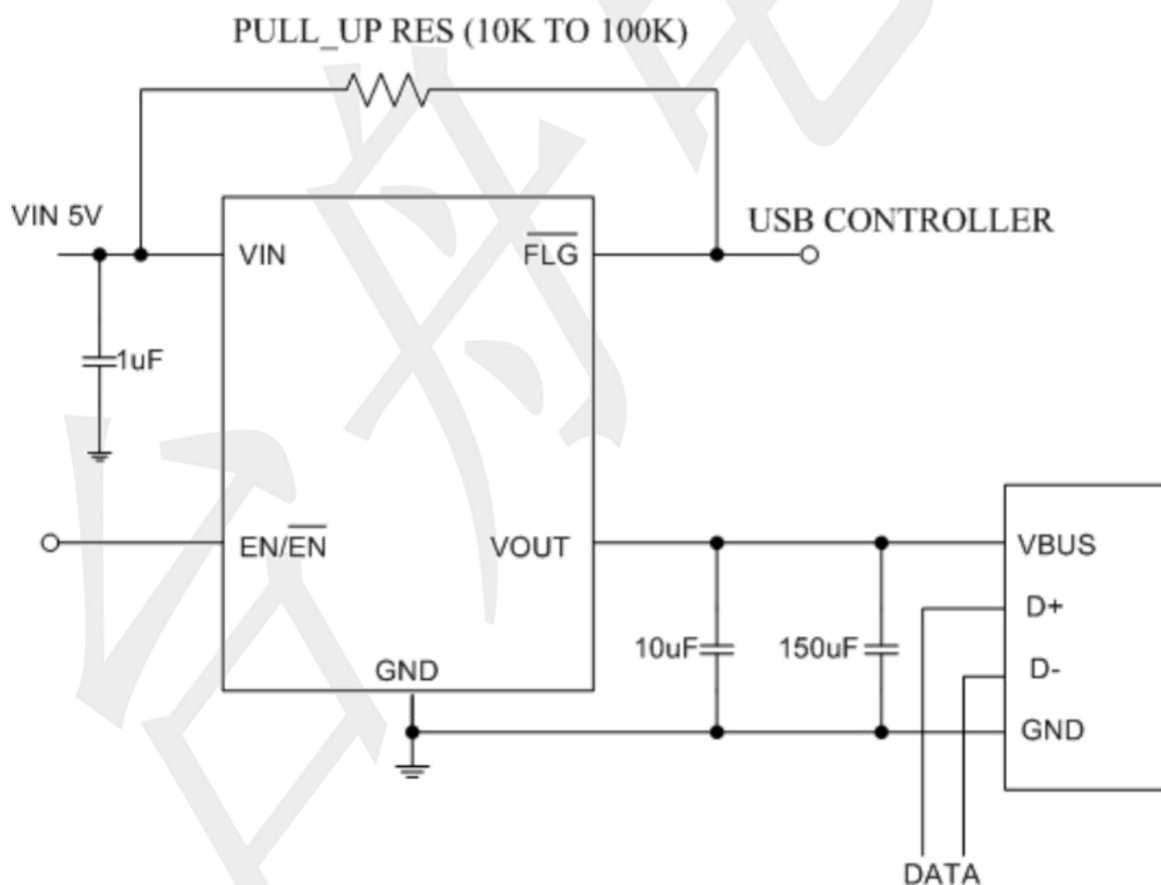 PULL_UP RES (10K TO 100K)
VIN 5V
USB CONTROLLER
VIN
FLG
1uF
EN/EN
VOUT
VBUS
D+
10uF
150uF
D-
GND
GND
DATA